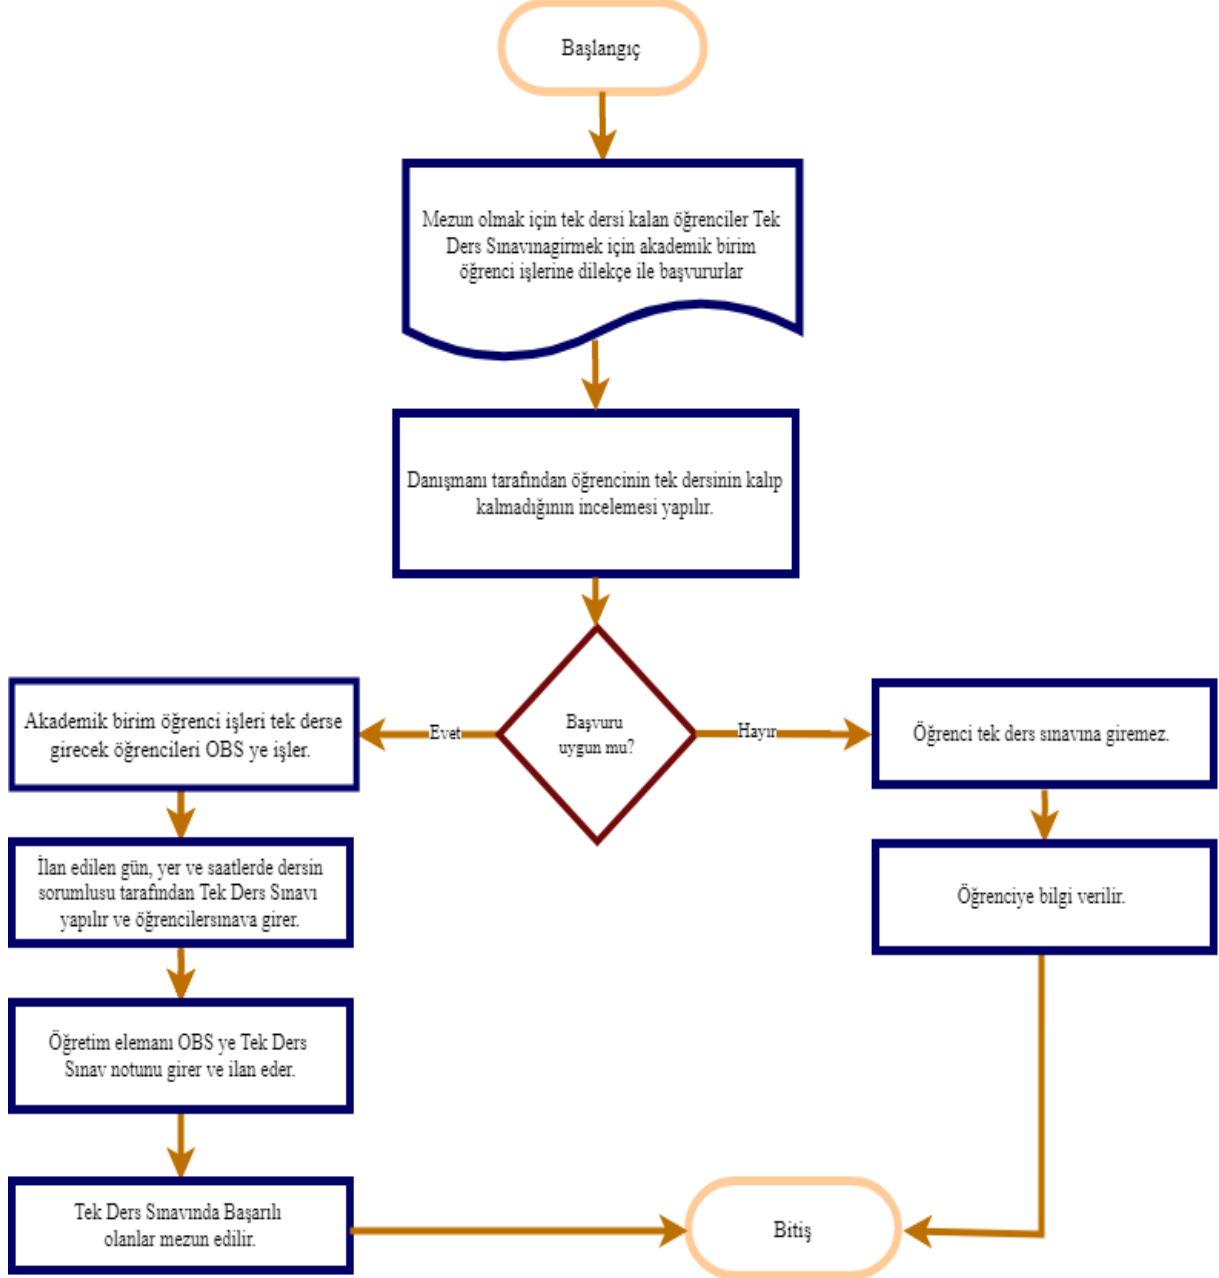 Başlangıç
Mezun olmak için tek dersi kalan öğrenciler Tek
Ders Sınavınagirmek için akademik birim
öğrenci işlerine dilekçe ile başvururlar
Danışmanı tarafından öğrencinin tek dersinin kalıp
kalmadığının incelemesi yapılır.
Başvuru
uygun mu?
Evet
Hayır
Akademik birim öğrenci işleri tek derse
girecek öğrencileri OBS ye işler.
İlan edilen gün, yer ve saatlerde dersin
sorumlusu tarafından Tek Ders Sınavı
yapılır ve öğrencilersınava girer.
Öğretim elemanı OBS ye Tek Ders
Sınav notunu girer ve ilan eder.
Tek Ders Sınavında Başarılı
olanlar mezun edilir.
Öğrenci tek ders sınavına giremez.
Öğrenciye bilgi verilir.
Bitiş